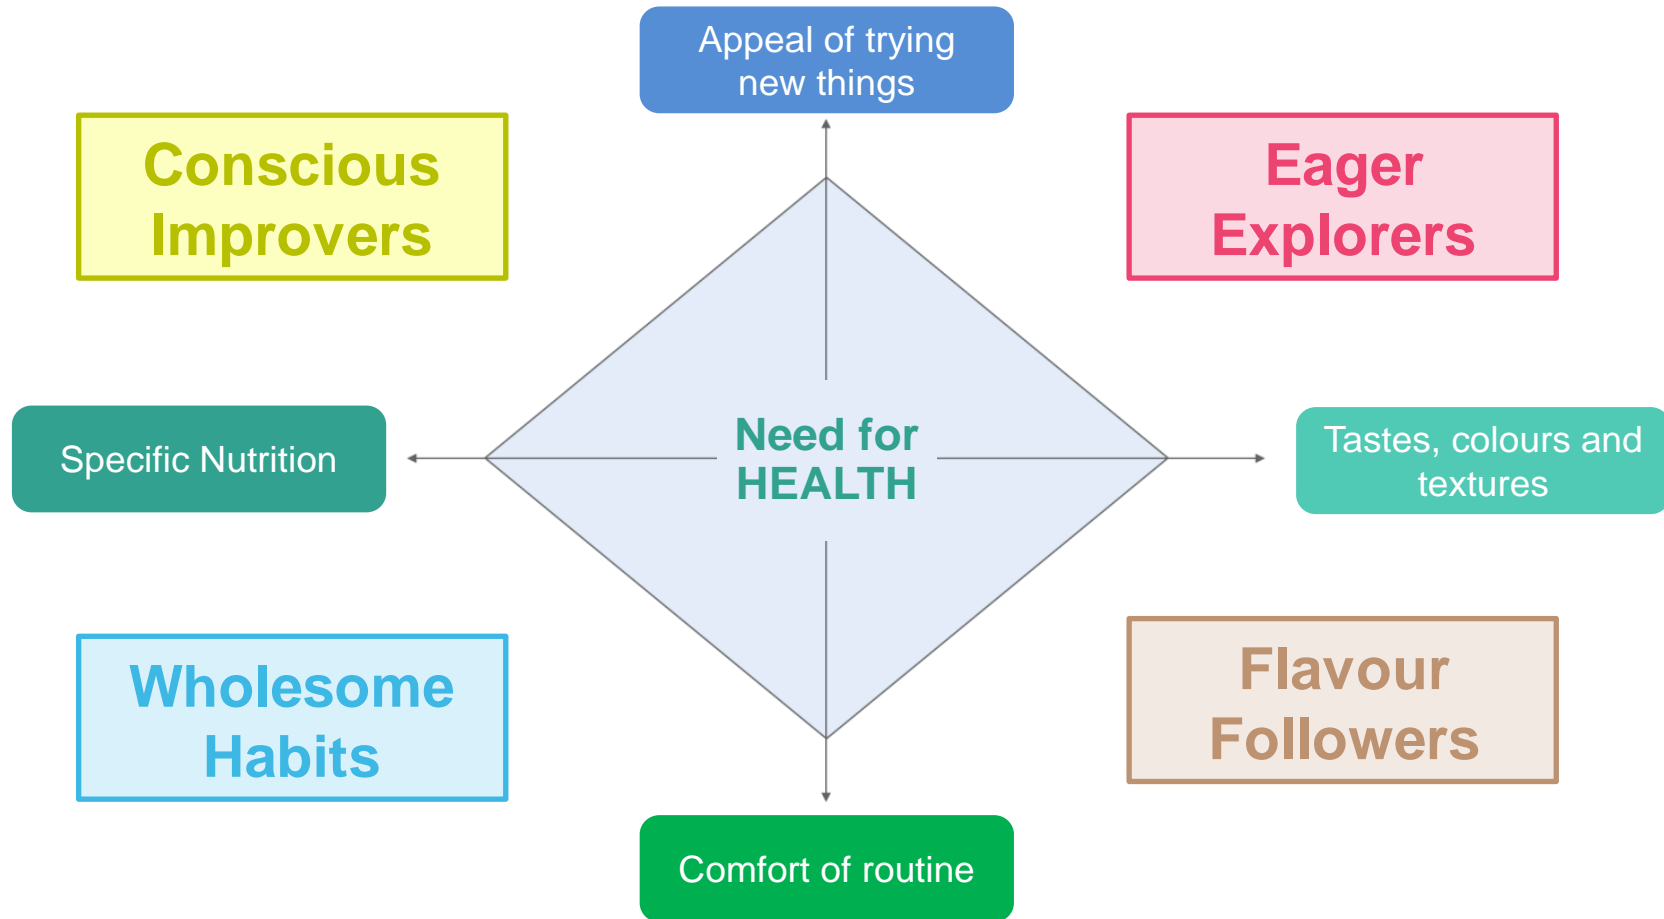 Appeal of trying
new things
Conscious
Improvers
Eager
Explorers
Specific Nutrition
Need for
HEALTH
Tastes, colours and
textures
Wholesome
Habits
Flavour
Followers
Comfort of routine